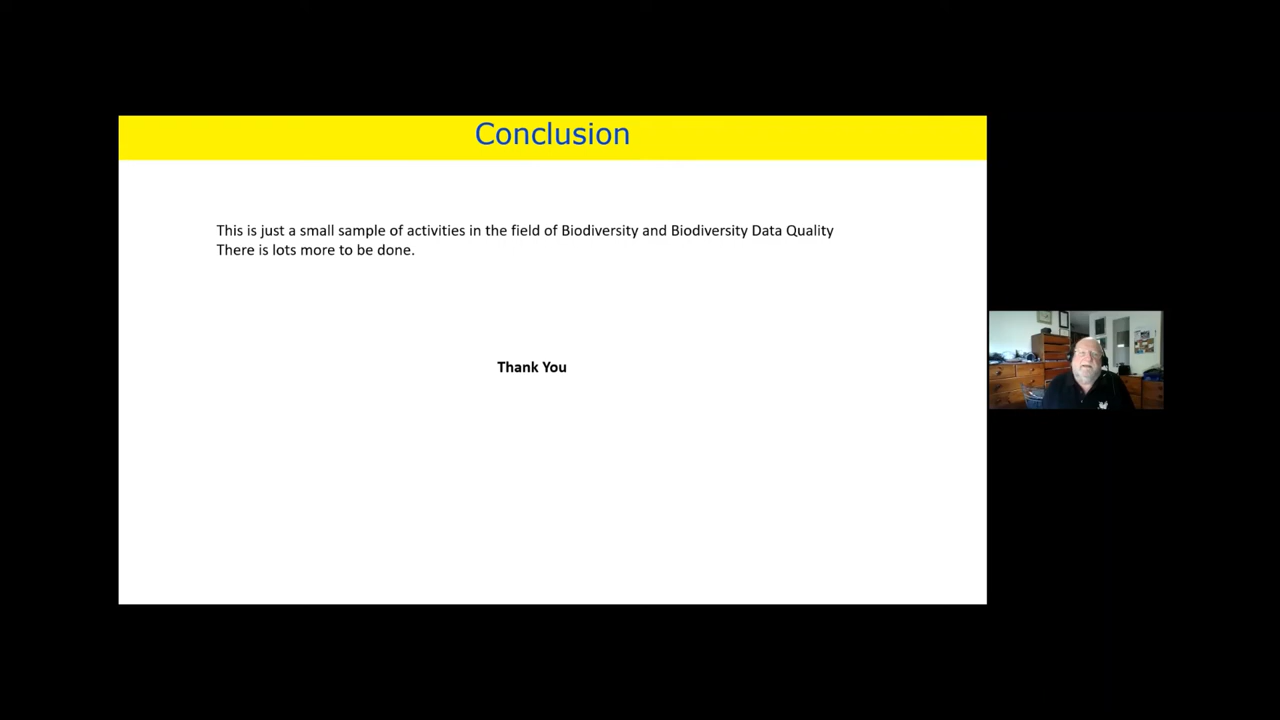 Conclusion
This is just a small sample of activities in the field of Biodiversity and Biodiversity Data Quality
There is lots more to be done.
Thank You